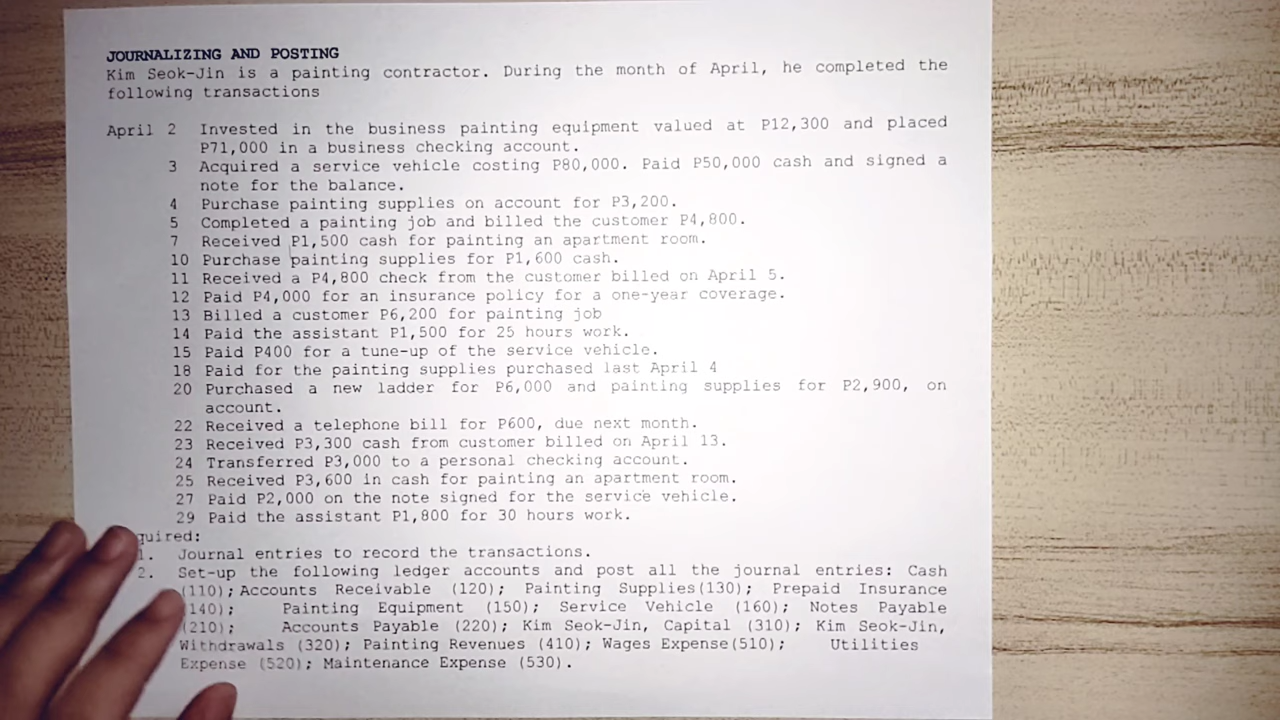 JOURNALIZING AND POSTING
Kim Seok-Jin is a painting contractor. During the month of April, he completed the
following transactions
April 2 Invested in the business painting equipment valued at P12,300 and placed
P71,000 in a business checking account.
3 Acquired a service vehicle costing P80,000. Paid P50,000 cash and signed a
note for the balance.
4 Purchase painting supplies on account for P3,200.
5 Completed a painting job and billed the customer P4,800.
7 Received P1,500 cash for painting an apartment room.
10 Purchase painting supplies for P1,600 cash.
11 Received a P4,800 check from the customer billed on April 5.
12 Paid P4,000 for an insurance policy for a one-year coverage.
13 Billed a customer P6,200 for painting job
14 Paid the assistant P1,500 for 25 hours work.
15 Paid P400 for a tune-up of the service vehicle.
18 Paid for the painting supplies purchased last April 4
20 Purchased a new ladder for P6,000 and painting supplies for P2,900, on
account.
22 Received a telephone bill for P600, due next month.
23 Received P3,300 cash from customer billed on April 13.
24 Transferred P3,000 to a personal checking account.
25 Received P3,600 in cash for painting an apartment room.
27 Paid P2,000 on the note signed for the service vehicle.
29 Paid the assistant P1,800 for 30 hours work.
quired:
1. Journal entries to record the transactions.
2. Set-up the following ledger accounts and post all the journal entries: Cash
(110); Accounts Receivable (120); Painting Supplies(130); Prepaid Insurance
(140); Painting Equipment (150); Service Vehicle (160); Notes Payable
(210); Accounts Payable (220); Kim Seok-Jin, Capital (310); Kim Seok-Jin,
Withdrawals (320); Painting Revenues (410); Wages Expense(510); Utilities
Expense (520); Maintenance Expense (530).